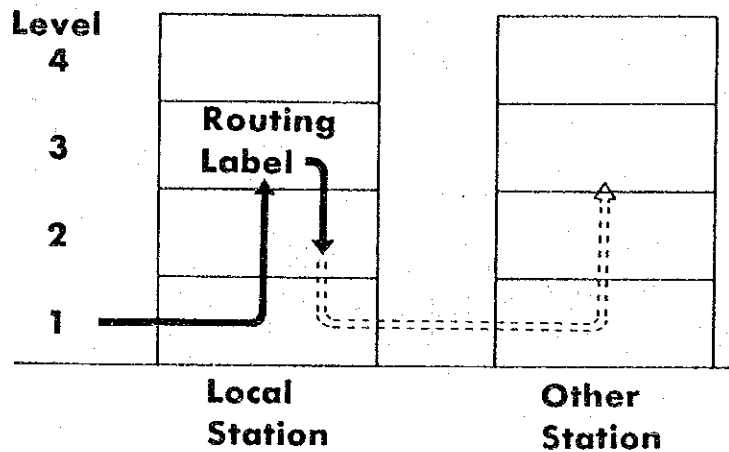 Level
4
3
2
1
Routing
Label
Local
Station
Other
Station